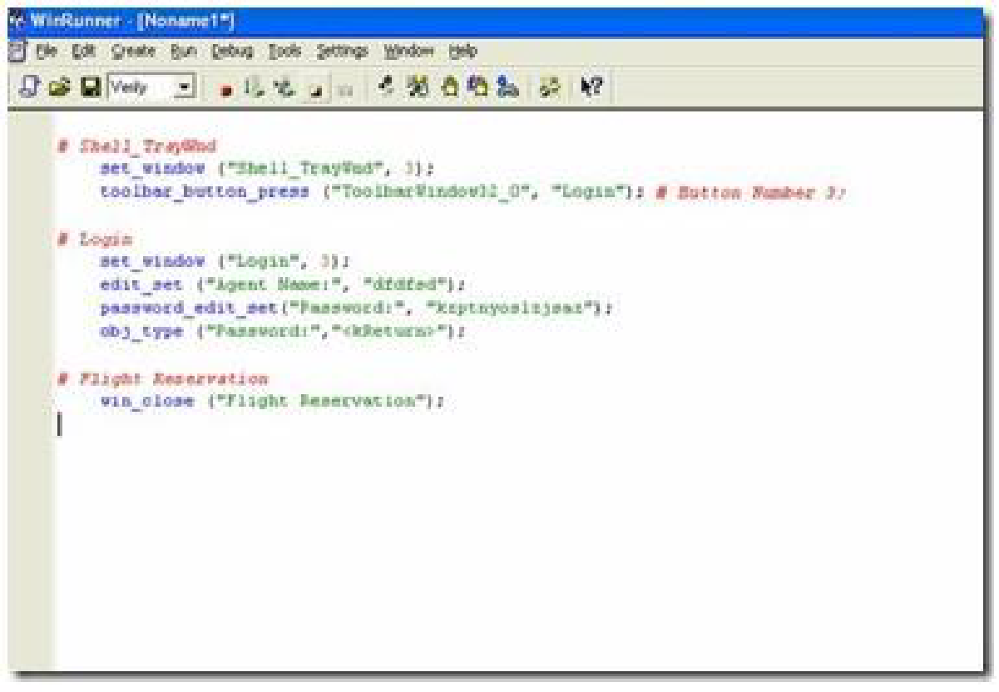 WinRunner - [Noname1*]
File Edit Create Run Debug Tools Settings Window Help
Verify
# Shell_TrayWnd
set_window ("Shell_TrayWnd", 3);
toolbar_button_press ("ToolbarWindow32_0", "Login"); # Button Number 3;
# Login
set_window ("Login", 3);
edit_set ("Agent Name:", "dfdfsd");
password_edit_set("Password:",
obj_type ("Password:","<kReturn>");
# Flight Reservation
win_close ("Flight Reservation");